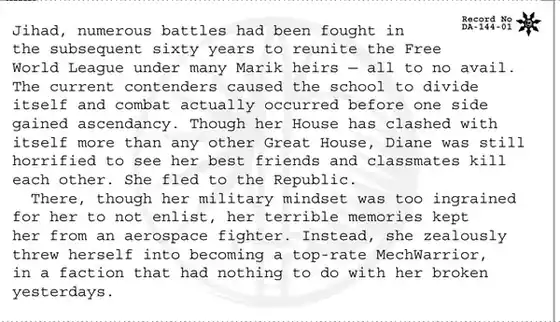 Record No
DA-144-01
Jihad, numerous battles had been fought in
the subsequent sixty years to reunite the Free
World League under many Marik heirs – all to no avail.
The current contenders caused the school to divide
itself and combat actually occurred before one side
gained ascendancy. Though her House has clashed with
itself more than any other Great House, Diane was still
horrified to see her best friends and classmates kill
each other. She fled to the Republic.
There, though her military mindset was too ingrained
for her to not enlist, her terrible memories kept
her from an aerospace fighter. Instead, she zealously
threw herself into becoming a top-rate MechWarrior,
in a faction that had nothing to do with her broken
yesterdays.